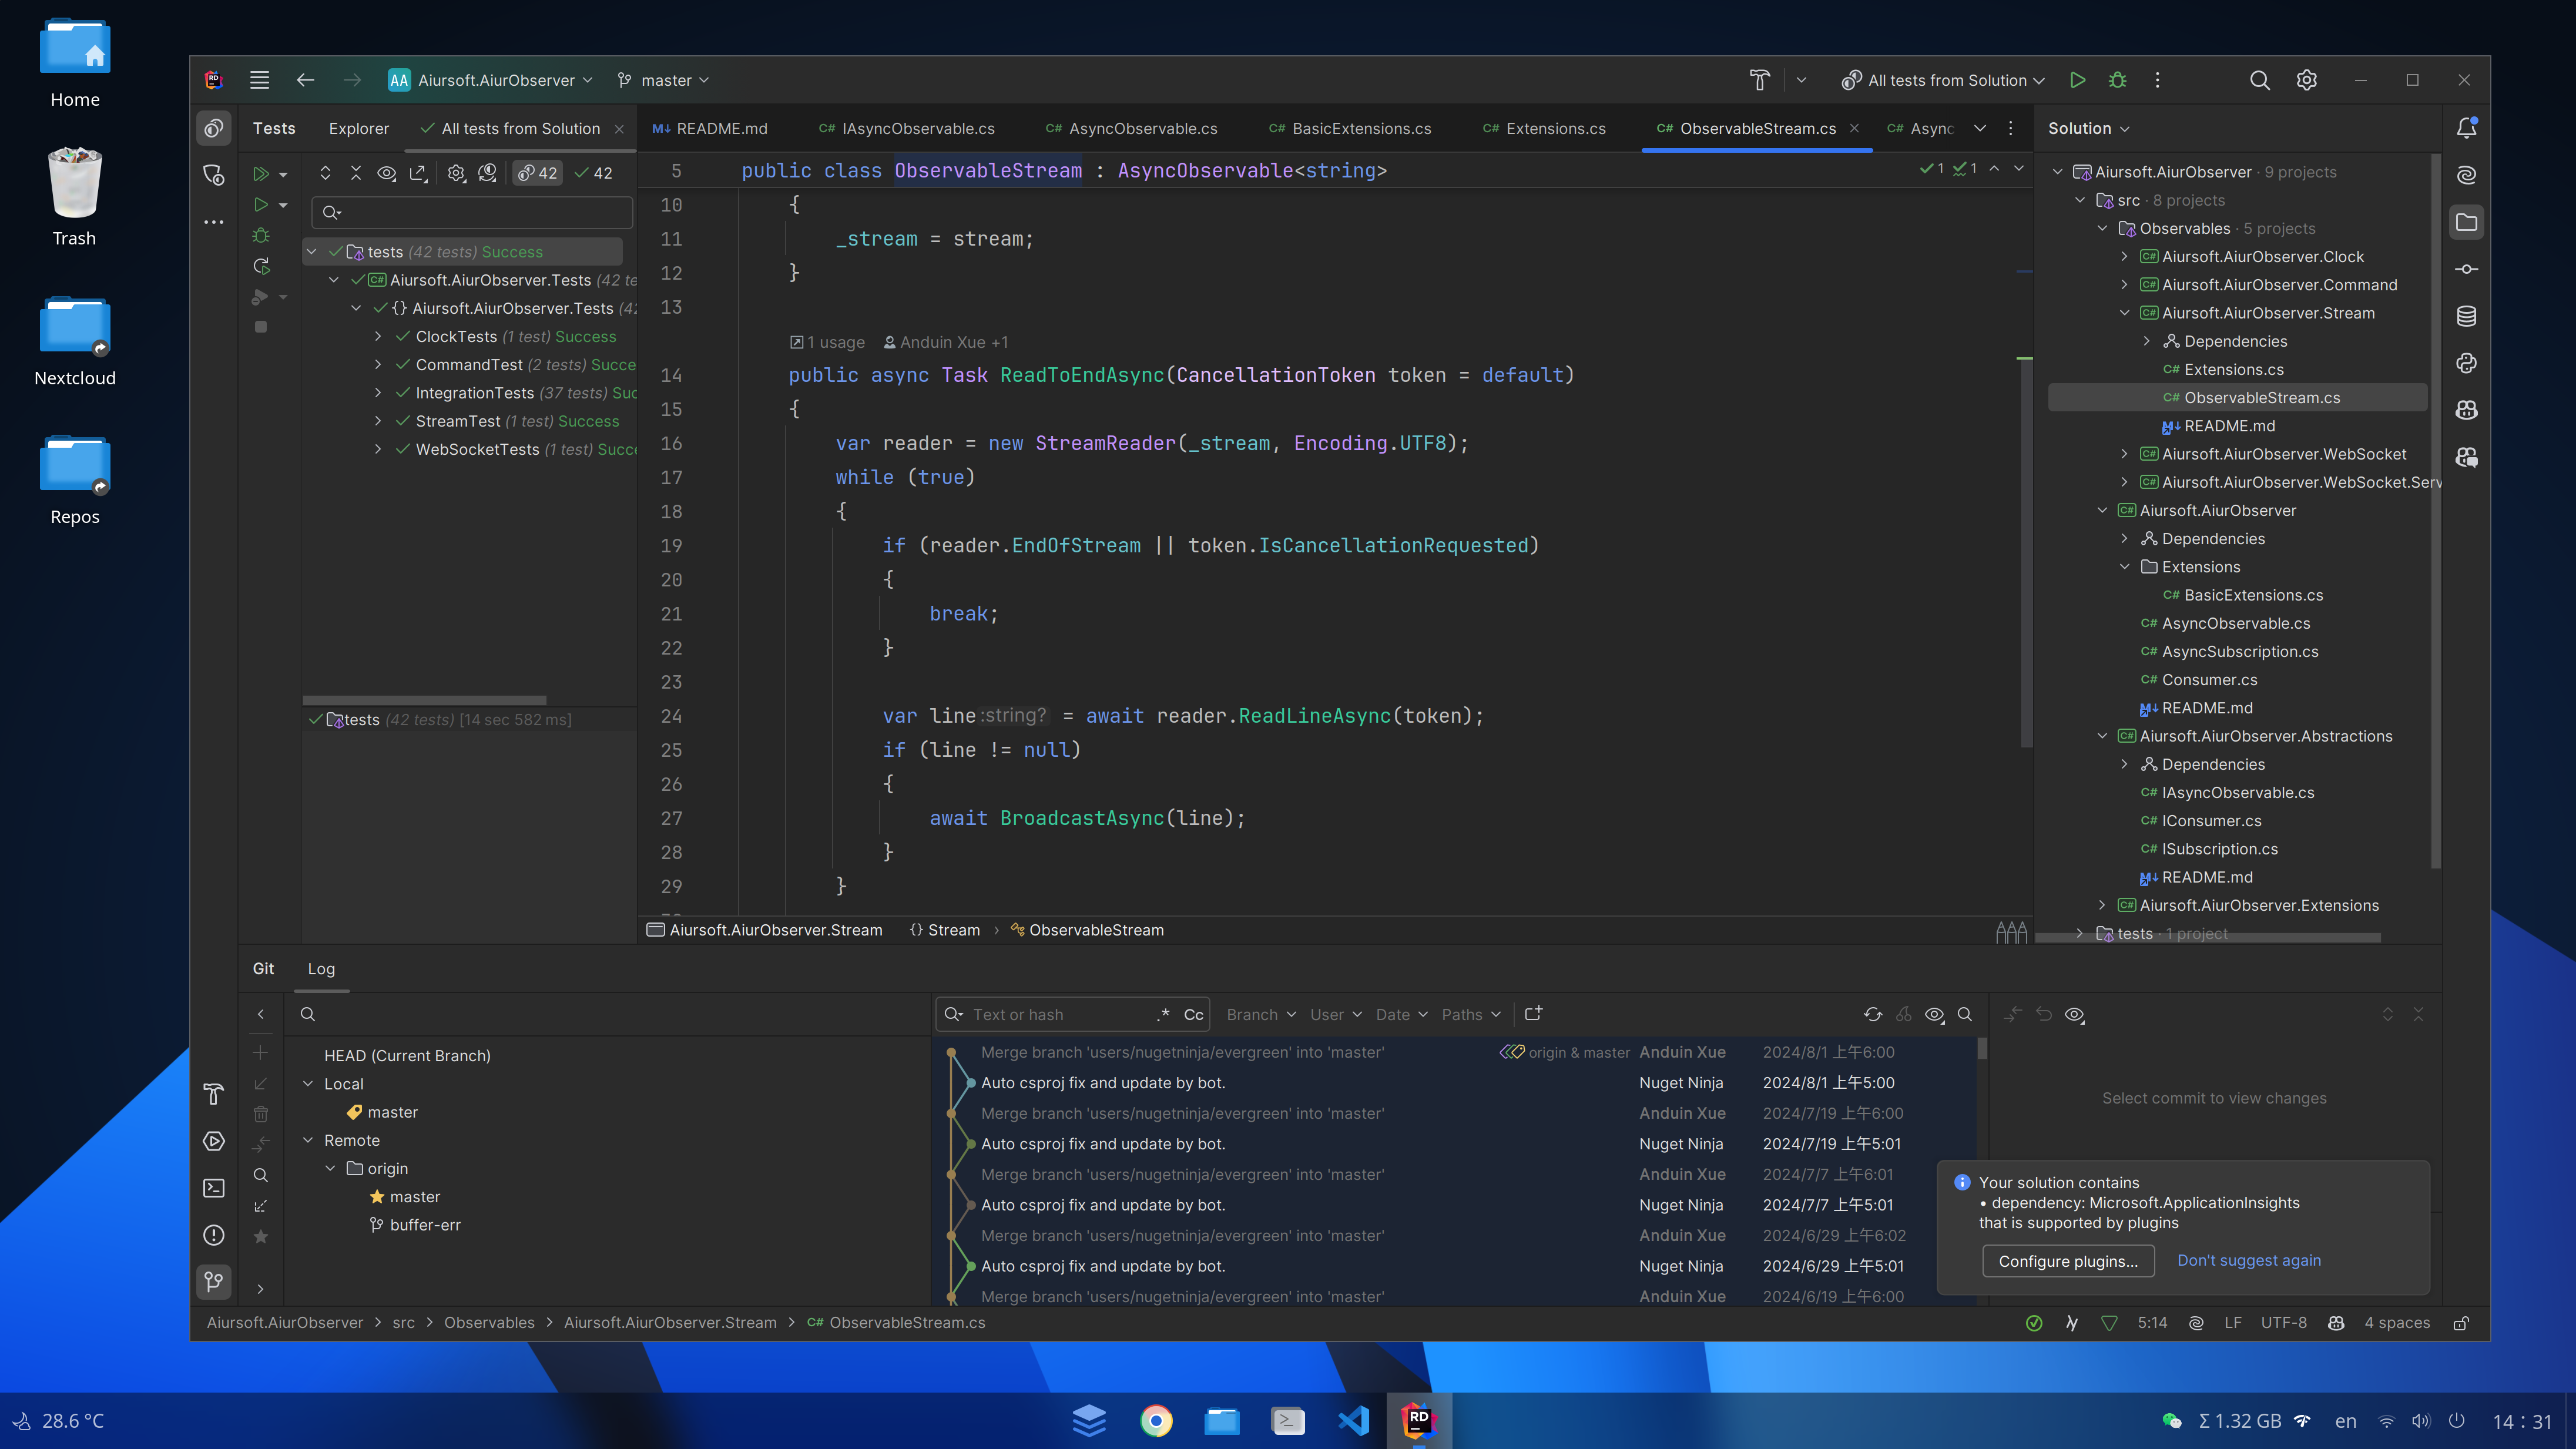 Home
Trash
Nextcloud
Repos
AA Aiursoft.AiurObserver
master
All tests from Solution
Tests
Explorer
All tests from Solution
42
42
tests (42 tests) Success
Aiursoft.AiurObserver.Tests (42 te
Aiursoft.AiurObserver.Tests (42
ClockTests (1 test) Success
CommandTest (2 tests) Succe
IntegrationTests (37 tests) Suc
StreamTest (1 test) Success
WebSocketTests (1 test) Succe
tests (42 tests) [14 sec 582 ms]
README.md
C# IAsyncObservable.cs
C# AsyncObservable.cs
C# BasicExtensions.cs
C# Extensions.cs
C# ObservableStream.cs
C# Async
5 public class ObservableStream : AsyncObservable<string>
1 1
10 {
11 _stream = stream;
12 }
13
1 usage Anduin Xue +1
14 public async Task ReadToEndAsync(CancellationToken token = default)
15 {
16 var reader = new StreamReader(_stream, Encoding.UTF8);
17 while (true)
18 {
19 if (reader.EndOfStream || token.IsCancellationRequested)
20 {
21 break;
22 }
23
24 var line :string? = await reader.ReadLineAsync(token);
25 if (line != null)
26 {
27 await BroadcastAsync(line);
28 }
29 }
Aiursoft.AiurObserver.Stream
{} Stream › ObservableStream
Solution
Aiursoft.AiurObserver · 9 projects
src · 8 projects
Observables · 5 projects
C# Aiursoft.AiurObserver.Clock
C# Aiursoft.AiurObserver.Command
C# Aiursoft.AiurObserver.Stream
Dependencies
C# Extensions.cs
C# ObservableStream.cs
README.md
C# Aiursoft.AiurObserver.WebSocket
C# Aiursoft.AiurObserver.WebSocket.Serv
C# Aiursoft.AiurObserver
Dependencies
Extensions
C# BasicExtensions.cs
C# AsyncObservable.cs
C# AsyncSubscription.cs
C# Consumer.cs
README.md
C# Aiursoft.AiurObserver.Abstractions
Dependencies
C# IAsyncObservable.cs
C# IConsumer.cs
C# ISubscription.cs
README.md
C# Aiursoft.AiurObserver.Extensions
tests · 1 project
Git
Log
HEAD (Current Branch)
Local
master
Remote
origin
master
buffer-err
Text or hash .* Cc
Branch User Date Paths
Merge branch 'users/nugetninja/evergreen' into 'master' origin & master Anduin Xue 2024/8/1 上午6:00
Auto csproj fix and update by bot. Nuget Ninja 2024/8/1 上午5:00
Merge branch 'users/nugetninja/evergreen' into 'master' Anduin Xue 2024/7/19 上午6:00
Auto csproj fix and update by bot. Nuget Ninja 2024/7/19 上午5:01
Merge branch 'users/nugetninja/evergreen' into 'master' Anduin Xue 2024/7/7 上午6:01
Auto csproj fix and update by bot. Nuget Ninja 2024/7/7 上午5:01
Merge branch 'users/nugetninja/evergreen' into 'master' Anduin Xue 2024/6/29 上午6:02
Auto csproj fix and update by bot. Nuget Ninja 2024/6/29 上午5:01
Merge branch 'users/nugetninja/evergreen' into 'master' Anduin Xue 2024/6/19 上午6:00
Select commit to view changes
Your solution contains
• dependency: Microsoft.ApplicationInsights
that is supported by plugins
Configure plugins...
Don't suggest again
Aiursoft.AiurObserver › src › Observables › Aiursoft.AiurObserver.Stream › C# ObservableStream.cs
5:14 LF UTF-8 4 spaces
28.6 °C
RD
Σ 1.32 GB
en
14：31